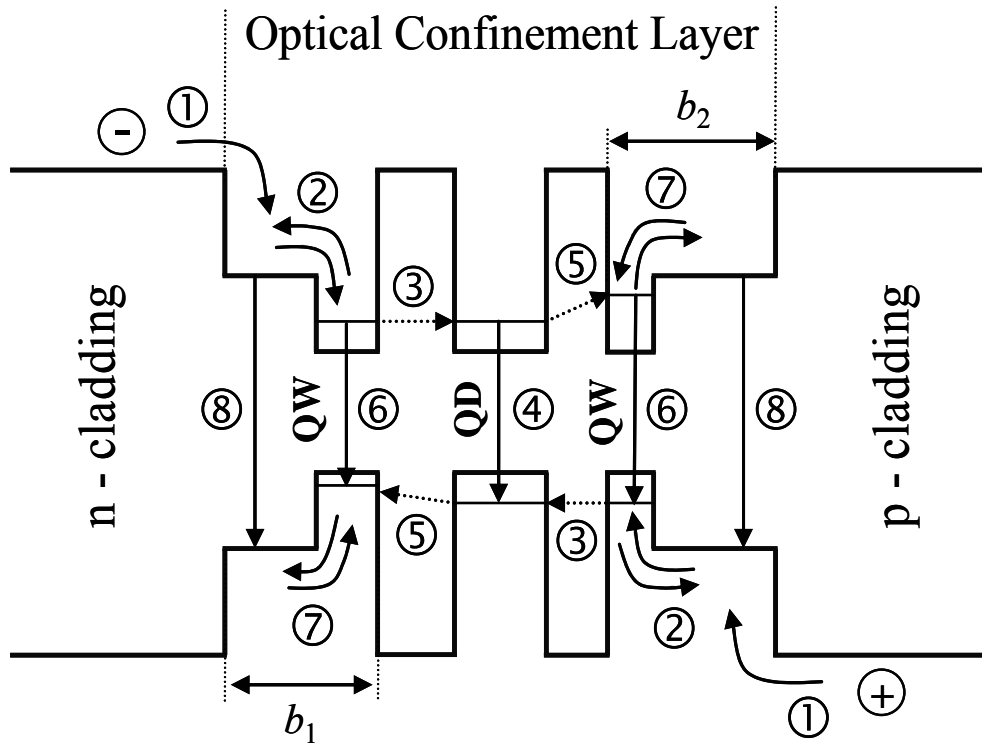 Optical Confinement Layer
①
-
b2
②
⑦
③
⑤
n - cladding
⑧
QW
⑥
QD
④
QW
⑥
⑧
p - cladding
⑤
③
⑦
②
①
+
b1